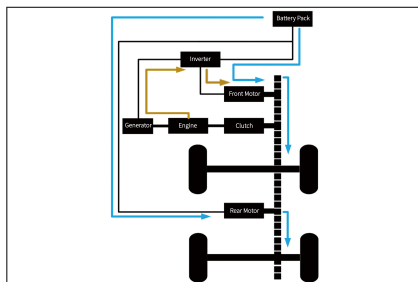 Battery Pack
Inverter
Front Motor
Generator
Engine
Clutch
Rear Motor